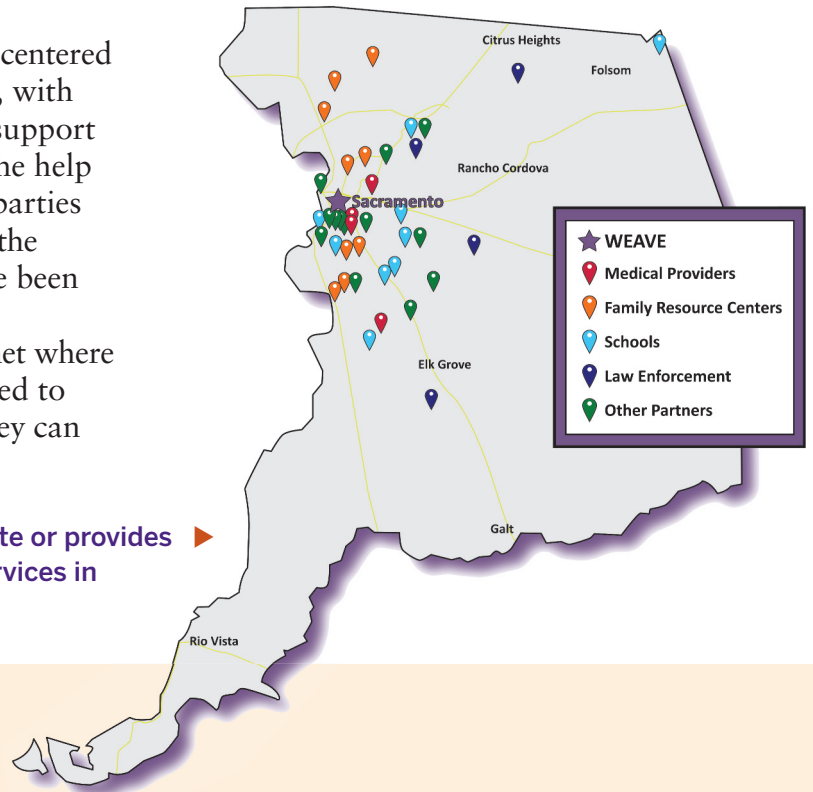 centered
, with
support
ne help
parties
the
e been
net where
ed to
ey can
te or provides
rvices in
Citrus Heights
Folsom
Rancho Cordova
Sacramento
WEAVE
Medical Providers
Family Resource Centers
Schools
Law Enforcement
Other Partners
Elk Grove
Galt
Rio Vista